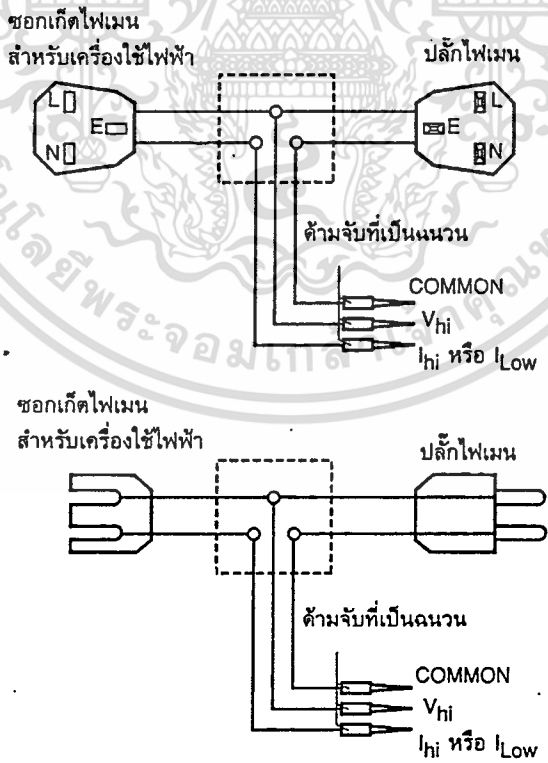 ซอกเก็ตไฟเมน
สำหรับเครื่องใช้ไฟฟ้า
ปลั๊กไฟเมน
L
E
N
L
E
N
ด้ามจับที่เป็นฉนวน
COMMON
Vhi
Ihi หรือ ILow
ซอกเก็ตไฟเมน
สำหรับเครื่องใช้ไฟฟ้า
ปลั๊กไฟเมน
ด้ามจับที่เป็นฉนวน
COMMON
Vhi
Ihi หรือ ILow